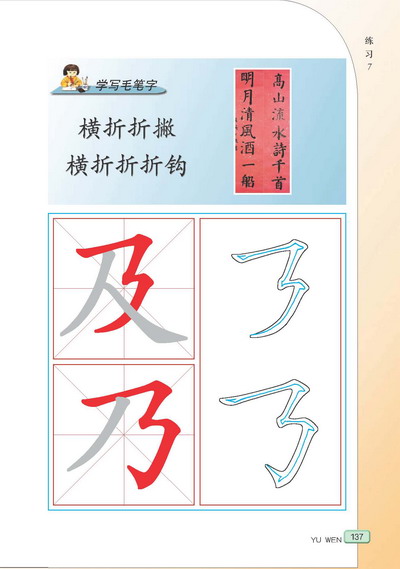 练习7
学写毛笔字
横折折撇
横折折折钩
高山流水詩千首
明月清風酒一船
及
乃
YU WEN 137